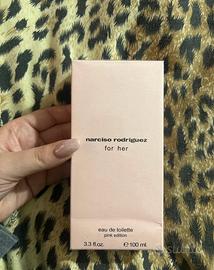 narciso rodriguez
for her
eau de toilette
pink edition
3.3 fl.oz. ℮ 100 ml